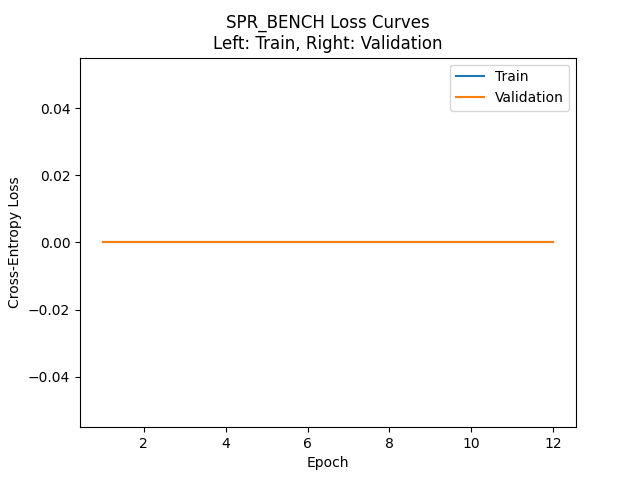 SPR_BENCH Loss Curves
Left: Train, Right: Validation
Train
Validation
Cross-Entropy Loss
0.04
0.02
0.00
−0.02
−0.04
2
4
6
8
10
12
Epoch